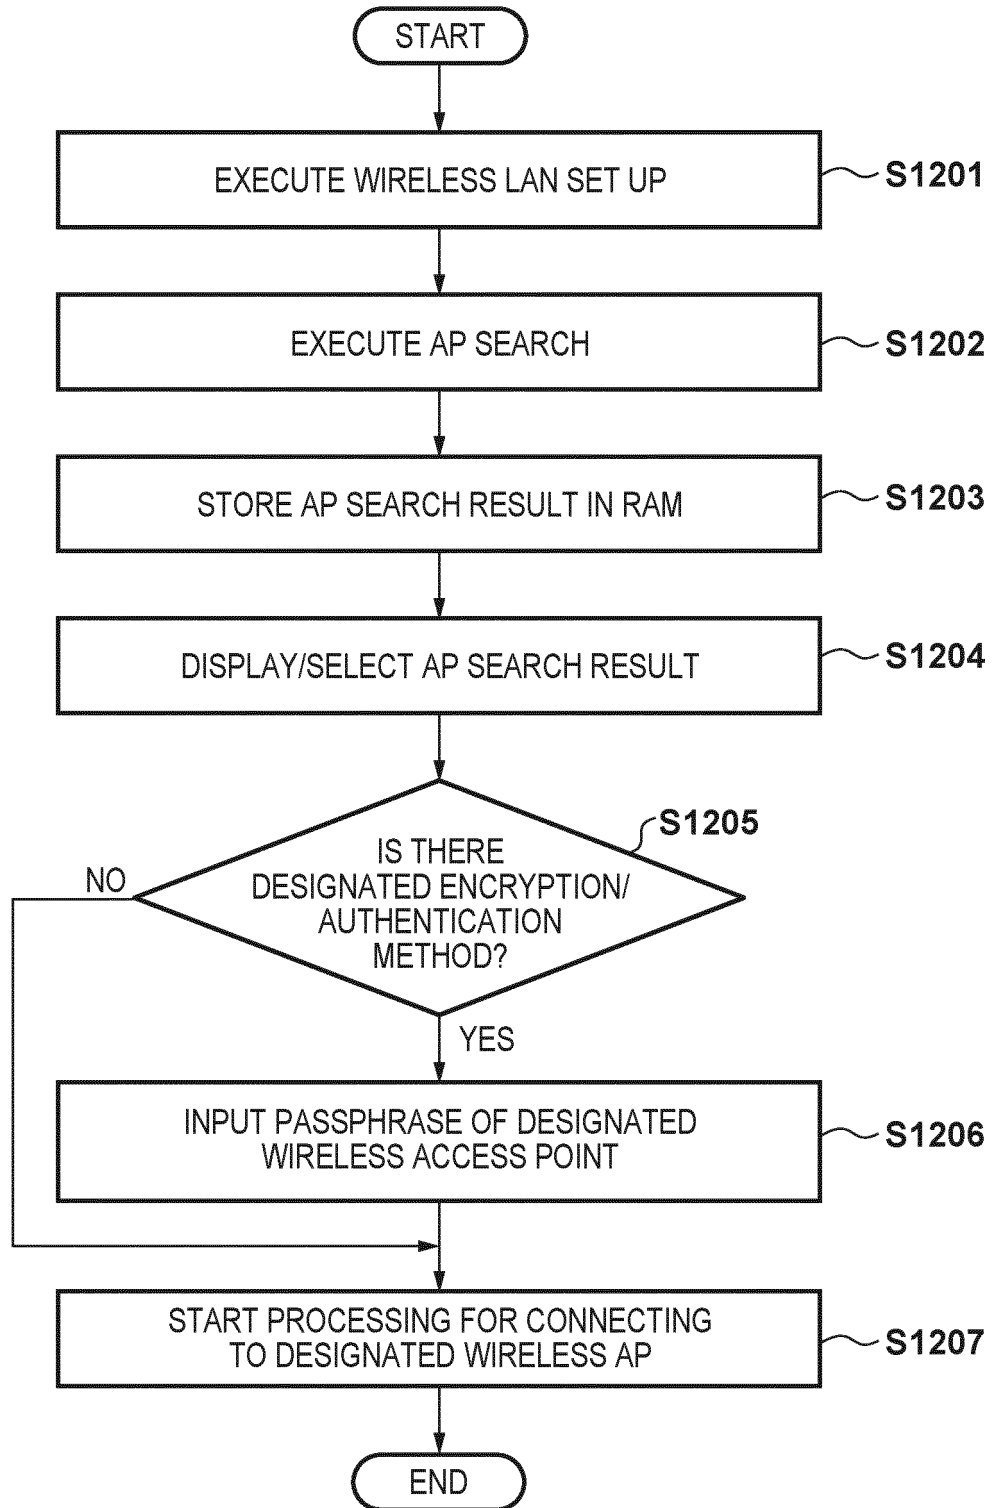 START
EXECUTE WIRELESS LAN SET UP
S1201
EXECUTE AP SEARCH
S1202
STORE AP SEARCH RESULT IN RAM
S1203
DISPLAY/SELECT AP SEARCH RESULT
S1204
S1205
IS THERE
DESIGNATED ENCRYPTION/
AUTHENTICATION
METHOD?
NO
YES
INPUT PASSPHRASE OF DESIGNATED
WIRELESS ACCESS POINT
S1206
START PROCESSING FOR CONNECTING
TO DESIGNATED WIRELESS AP
S1207
END